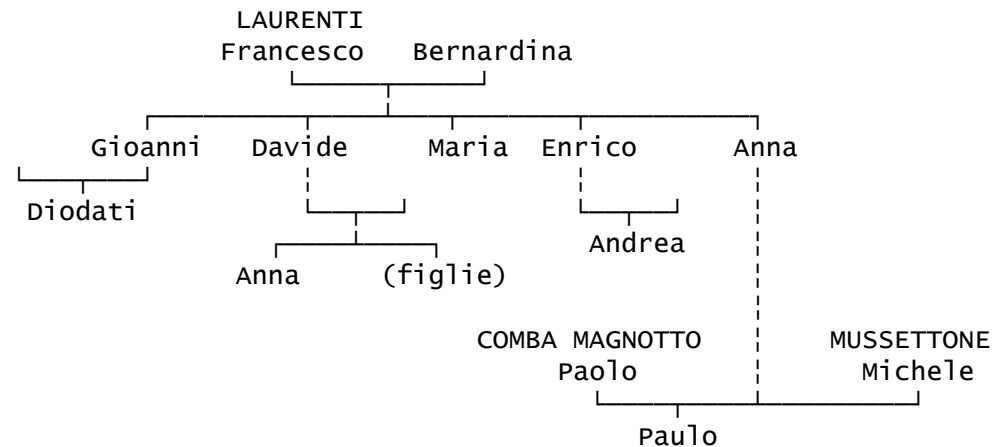 LAURENTI
Francesco Bernardina
Gioanni Davide Maria Enrico Anna
Diodati
Andrea
Anna (figlie)
COMBA MAGNOTTO MUSSETTONE
Paolo Michele
Paulo